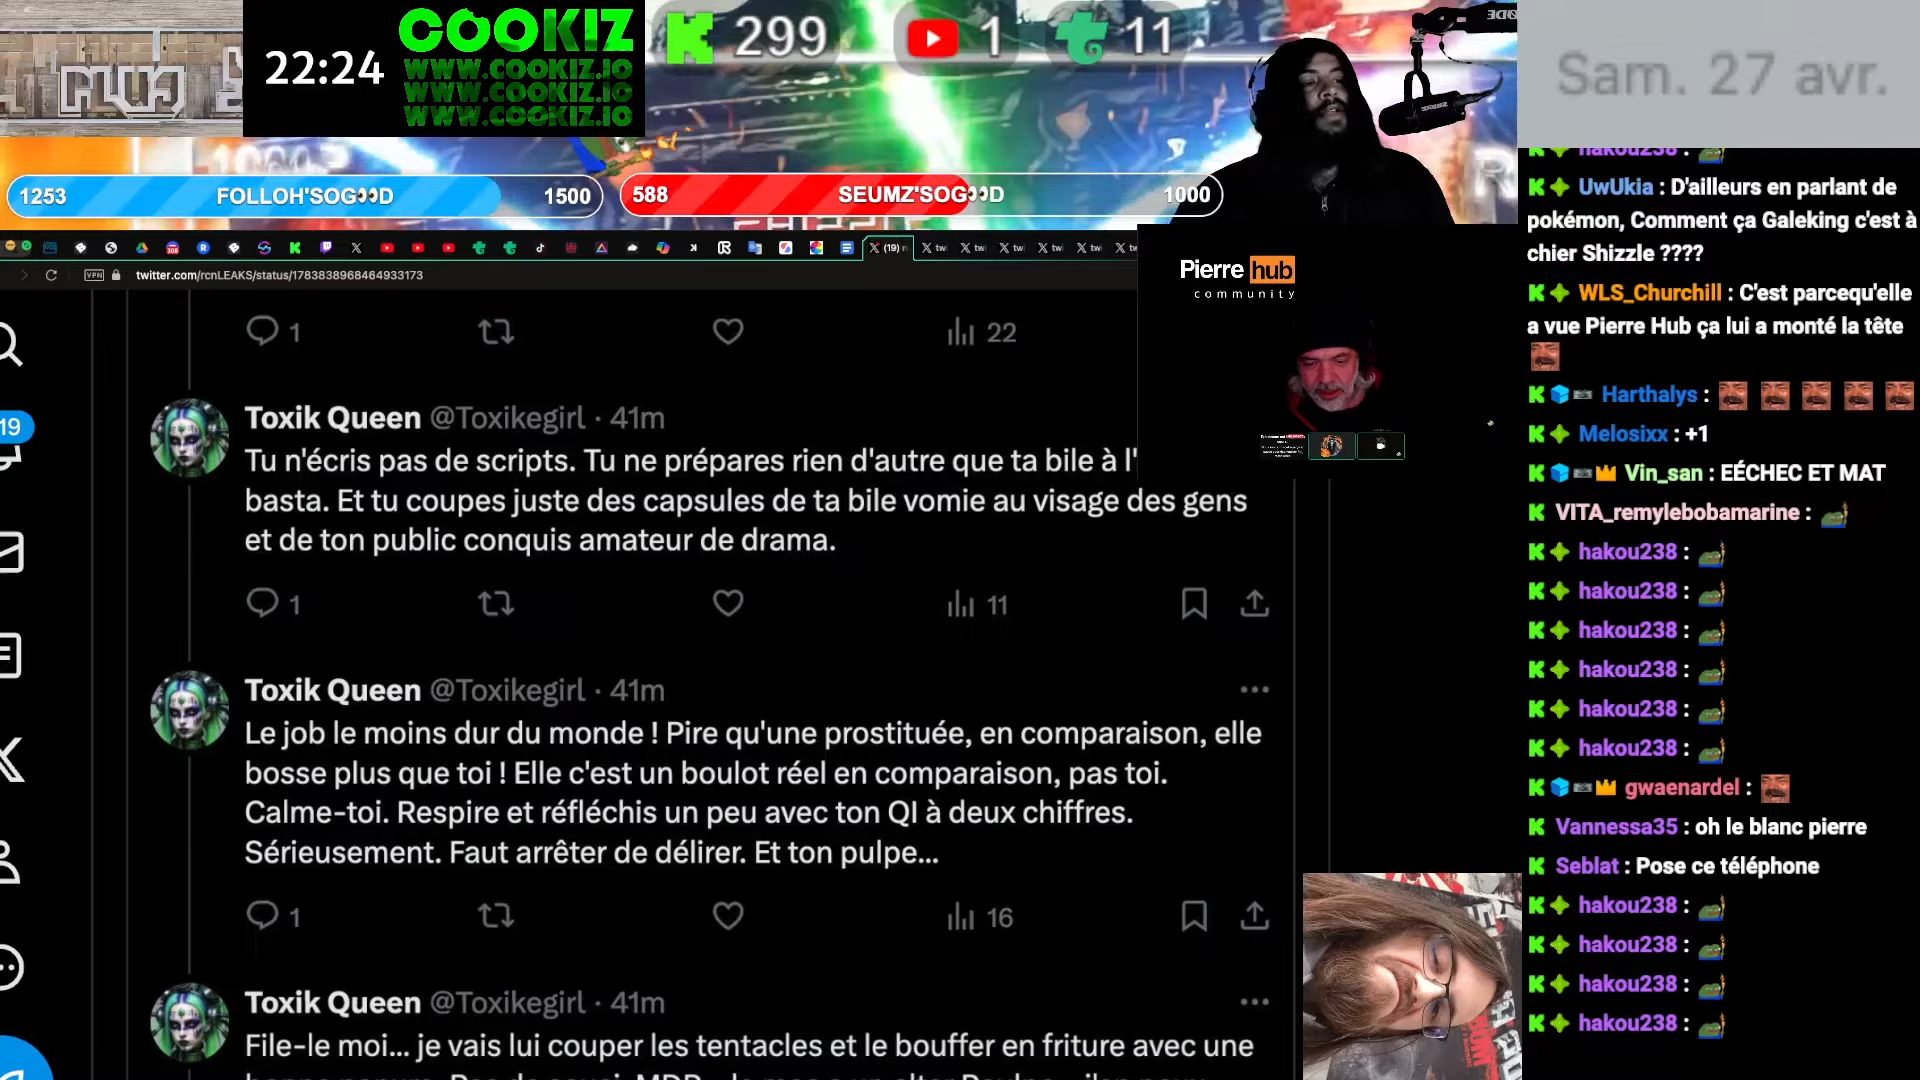 22:24
COOKIZ
WWW.COOKIZ.IO
WWW.COOKIZ.IO
WWW.COOKIZ.IO
299
1
11
Sam. 27 avr.
1253 FOLLOH'SOG👀D 1500
588 SEUMZ'SOG👀D 1000
(19)
twitter.com/rcnLEAKS/status/1783838968464933173
VPN
Pierre hub
community
1
22
19
Toxik Queen @Toxikegirl · 41m
Tu n'écris pas de scripts. Tu ne prépares rien d'autre que ta bile à l'
basta. Et tu coupes juste des capsules de ta bile vomie au visage des gens
et de ton public conquis amateur de drama.
1
11
Toxik Queen @Toxikegirl · 41m
Le job le moins dur du monde ! Pire qu'une prostituée, en comparaison, elle
bosse plus que toi ! Elle c'est un boulot réel en comparaison, pas toi.
Calme-toi. Respire et réfléchis un peu avec ton QI à deux chiffres.
Sérieusement. Faut arrêter de délirer. Et ton pulpe...
1
16
Toxik Queen @Toxikegirl · 41m
File-le moi... je vais lui couper les tentacules et le bouffer en friture avec une
hakou238 :
UwUkia : D'ailleurs en parlant de
pokémon, Comment ça Galeking c'est à
chier Shizzle ????
WLS_Churchill : C'est parcequ'elle
a vue Pierre Hub ça lui a monté la tête
Harthalys :
Melosixx : +1
Vin_san : EÉCHEC ET MAT
VITA_remylebobamarine :
hakou238 :
hakou238 :
hakou238 :
hakou238 :
hakou238 :
hakou238 :
gwaenardel :
Vannessa35 : oh le blanc pierre
Seblat : Pose ce téléphone
hakou238 :
hakou238 :
hakou238 :
hakou238 :